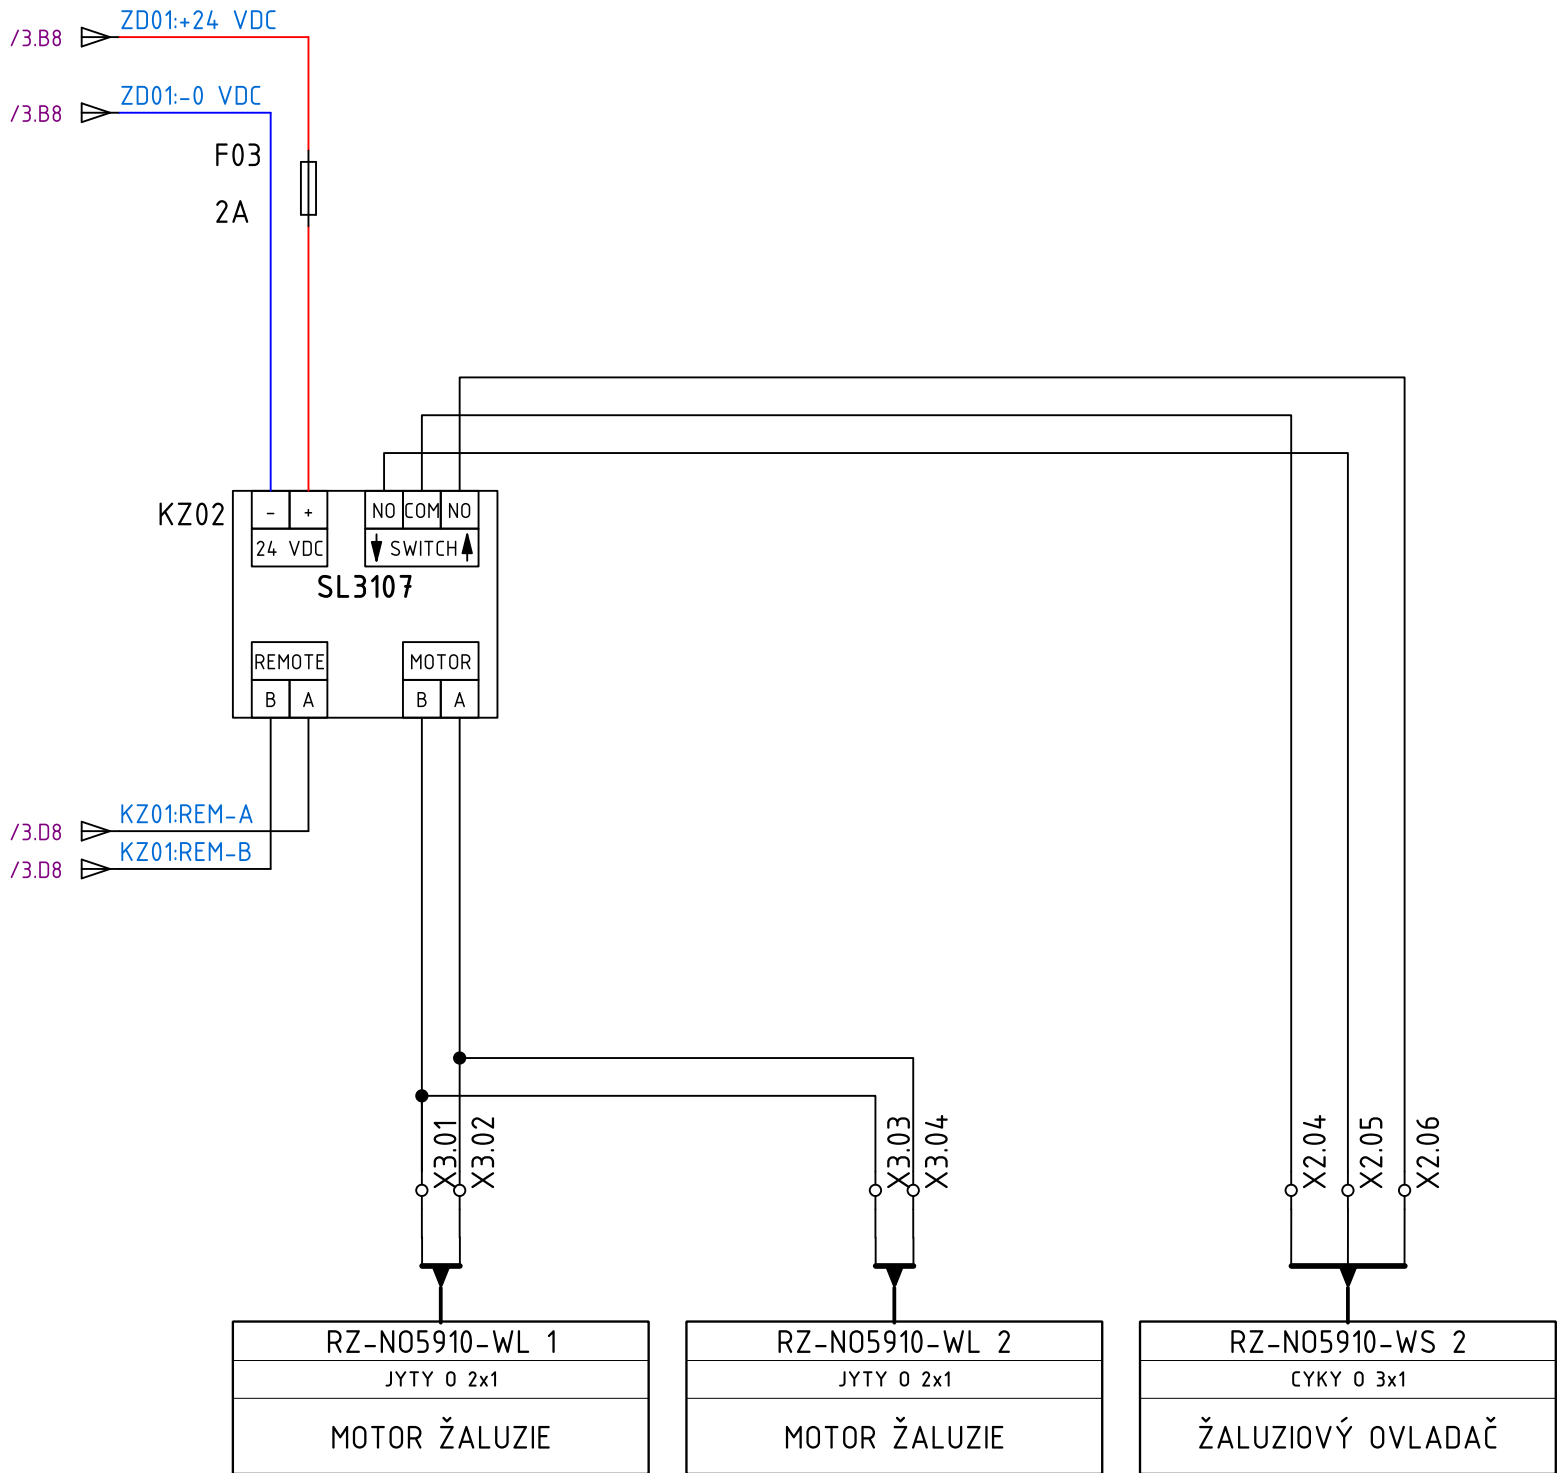 ZD01:+24 VDC
/3.B8
ZD01:-0 VDC
/3.B8
F03
2A
KZ02
- + NO COM NO
24 VDC SWITCH
SL3107
REMOTE MOTOR
B A B A
KZ01:REM-A
/3.D8
KZ01:REM-B
/3.D8
X3.01 X3.02 X3.03 X3.04 X2.04 X2.05 X2.06
RZ-NO5910-WL 1
JYTY O 2x1
MOTOR ŽALUZIE
RZ-NO5910-WL 2
JYTY O 2x1
MOTOR ŽALUZIE
RZ-NO5910-WS 2
CYKY O 3x1
ŽALUZIOVÝ OVLADAČ